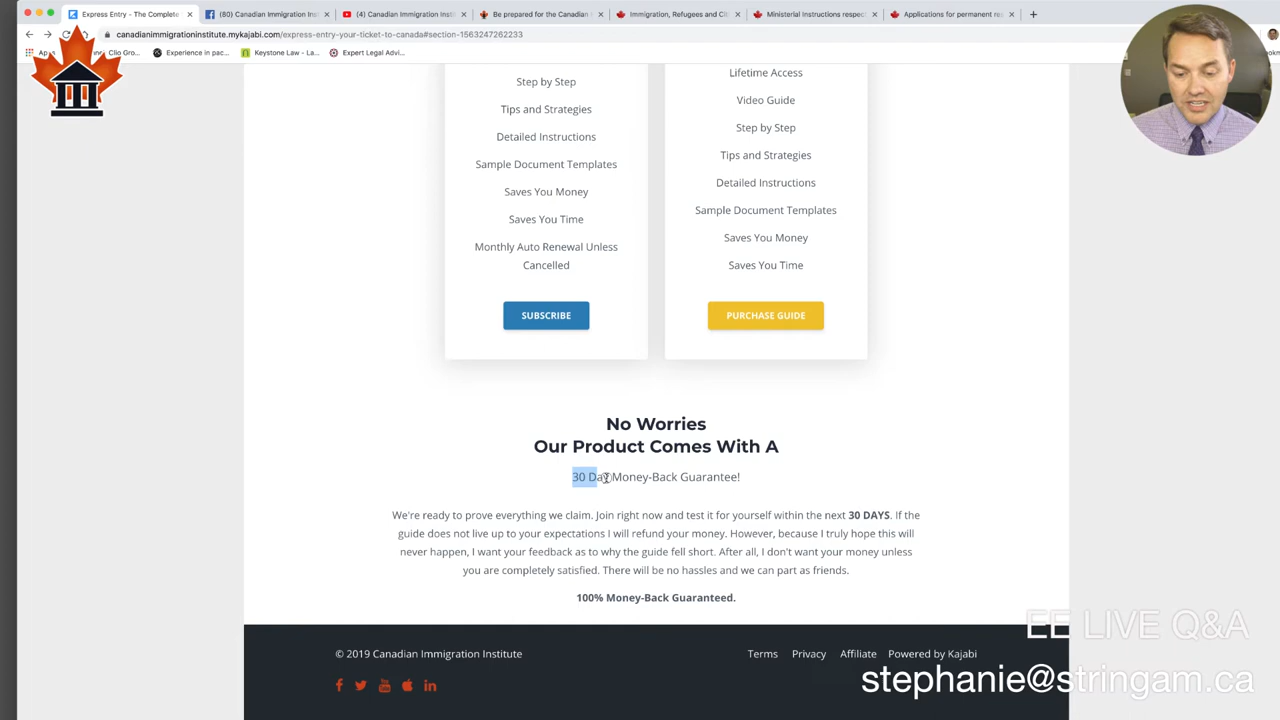 Express Entry - The Complete
(80) Canadian Immigration Inst
(4) Canadian Immigration Insti
Be prepared for the Canadian
Immigration, Refugees and Ci
Ministerial Instructions respec
Applications for permanent res
canadianimmigrationinstitute.mykajabi.com/express-entry-your-ticket-to-canada#section-1563247262233
Clio Gro...
Experience in pac...
Keystone Law - La...
Expert Legal Advi...
Step by Step
Tips and Strategies
Detailed Instructions
Sample Document Templates
Saves You Money
Saves You Time
Monthly Auto Renewal Unless
Cancelled
SUBSCRIBE
Lifetime Access
Video Guide
Step by Step
Tips and Strategies
Detailed Instructions
Sample Document Templates
Saves You Money
Saves You Time
PURCHASE GUIDE
No Worries
Our Product Comes With A
30 Day Money-Back Guarantee!
We're ready to prove everything we claim. Join right now and test it for yourself within the next 30 DAYS. If the
guide does not live up to your expectations I will refund your money. However, because I truly hope this will
never happen, I want your feedback as to why the guide fell short. After all, I don't want your money unless
you are completely satisfied. There will be no hassles and we can part as friends.
100% Money-Back Guaranteed.
EE LIVE Q&A
© 2019 Canadian Immigration Institute
Terms Privacy Affiliate Powered by Kajabi
stephanie@stringam.ca